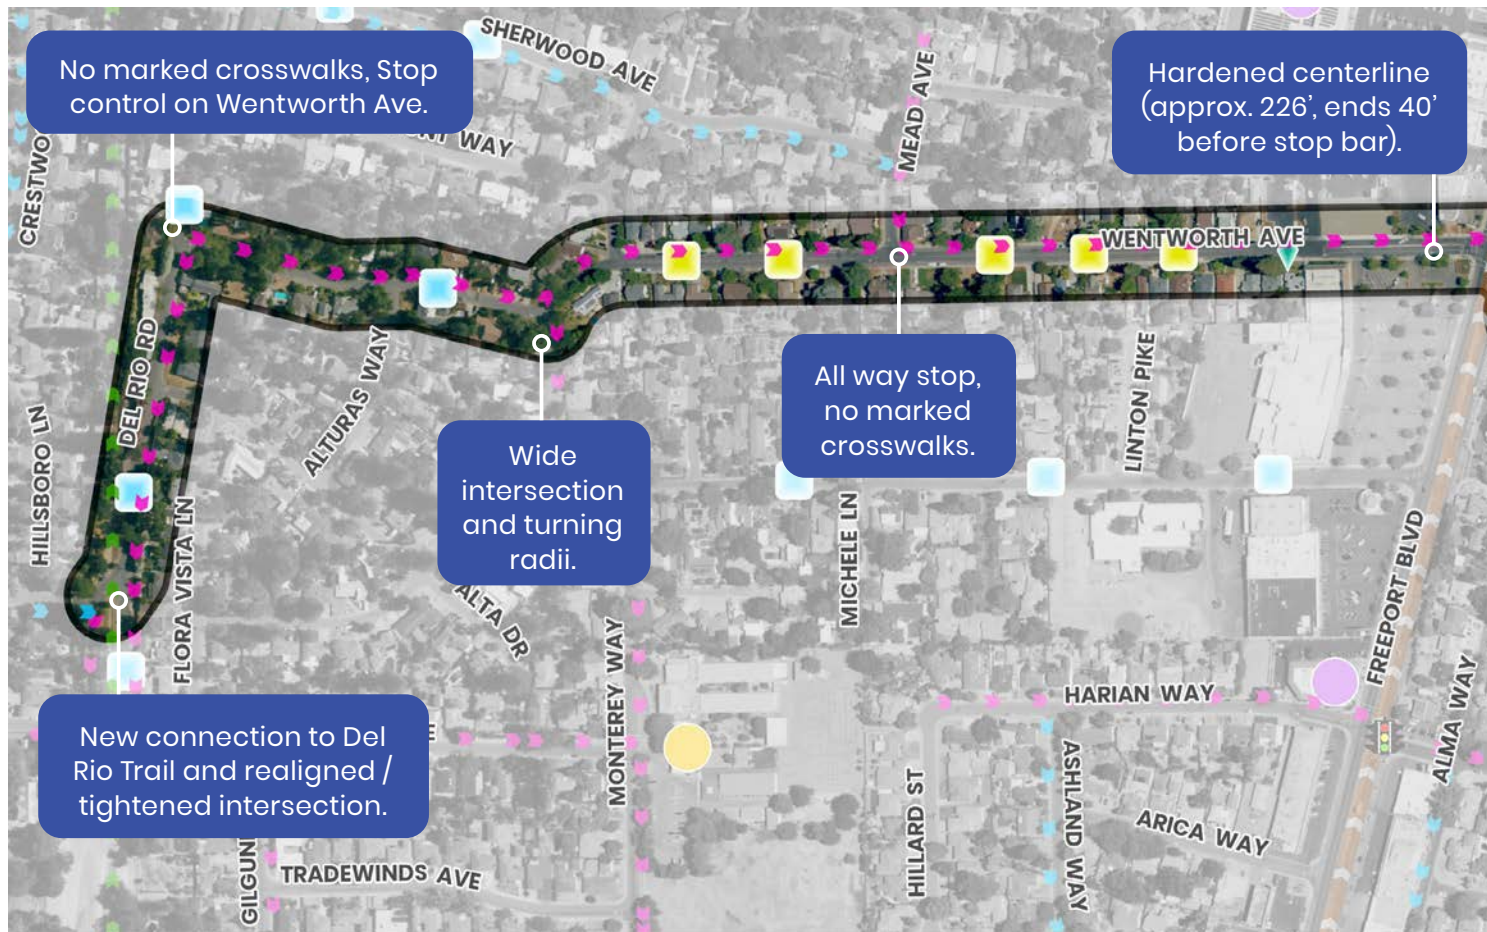 SHERWOOD AVE
No marked crosswalks, Stop
control on Wentworth Ave.
Hardened centerline
(approx. 226’, ends 40’
before stop bar).
MEAD AVE
WAY
WENTWORTH AVE
DEL RIO RD
ALTURAS WAY
LINTON PIKE
All way stop,
no marked
crosswalks.
HILLSBORO LN
Wide
intersection
and turning
radii.
FLORA VISTA LN
MICHELE LN
FREEPORT BLVD
ALTA DR
MONTEREY WAY
HARIAN WAY
ALMA WAY
New connection to Del
Rio Trail and realigned /
tightened intersection.
HILLARD ST
ASHLAND WAY
ARICA WAY
TRADEWINDS AVE